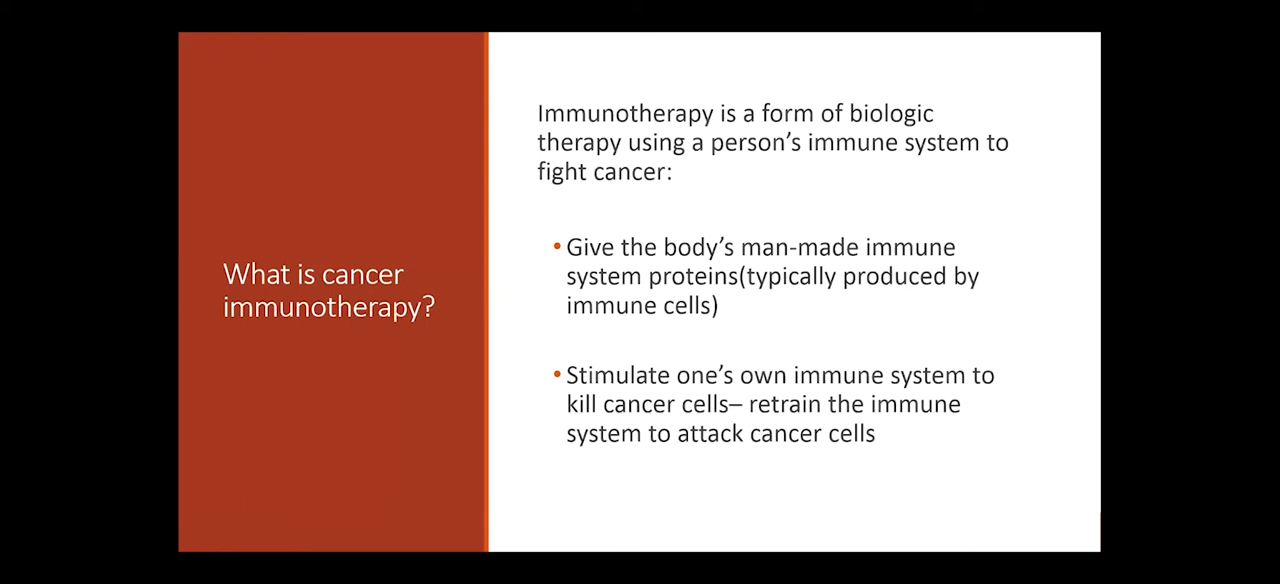 What is cancer
immunotherapy?
Immunotherapy is a form of biologic
therapy using a person's immune system to
fight cancer:
•Give the body's man-made immune
system proteins(typically produced by
immune cells)
•Stimulate one's own immune system to
kill cancer cells– retrain the immune
system to attack cancer cells